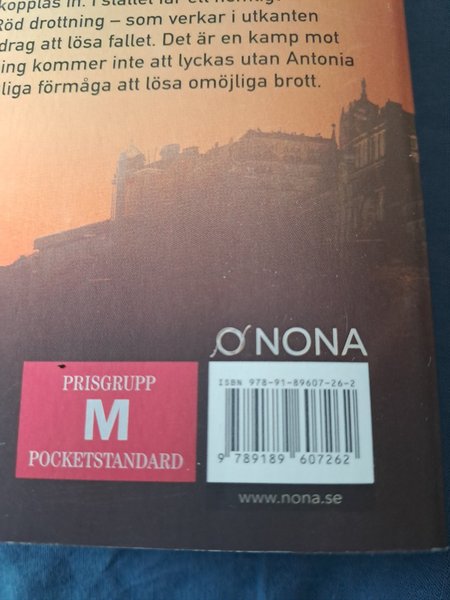 Röd drottning – som verkar i utkanten
drag att lösa fallet. Det är en kamp mot
ing kommer inte att lyckas utan Antonia
liga förmåga att lösa omöjliga brott.
NONA
ISBN 978-91-89607-26-2
PRISGRUPP
M
POCKETSTANDARD
9 789189 607262
www.nona.se